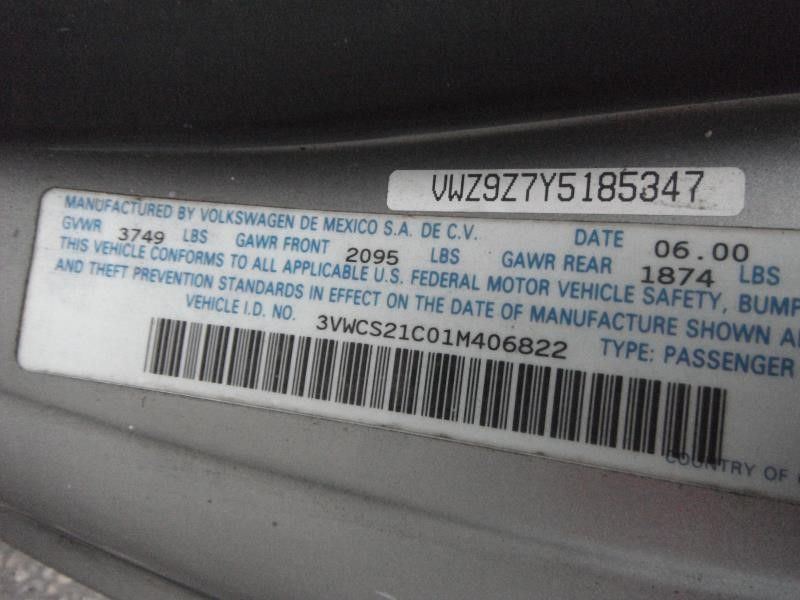 VWZ9Z7Y5185347
MANUFACTURED BY VOLKSWAGEN DE MEXICO S.A. DE C.V. DATE 06.00
GVWR 3749 LBS GAWR FRONT 2095 LBS GAWR REAR 1874 LBS
THIS VEHICLE CONFORMS TO ALL APPLICABLE U.S. FEDERAL MOTOR VEHICLE SAFETY, BUMP
AND THEFT PREVENTION STANDARDS IN EFFECT ON THE DATE OF MANUFACTURE SHOWN A
VEHICLE I.D. NO. 3VWCS21C01M406822 TYPE: PASSENGER
COUNTRY OF